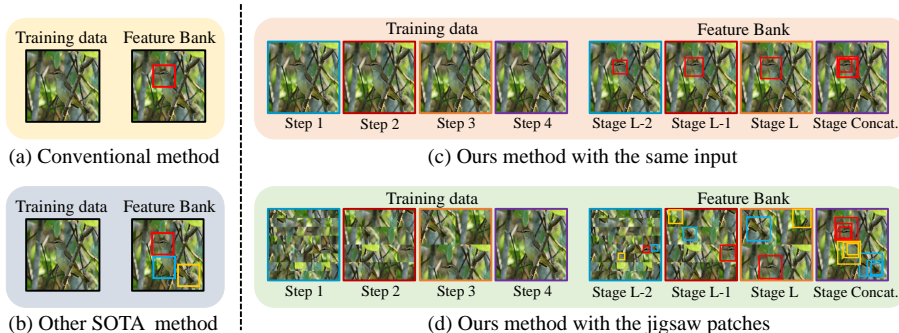 Training data Feature Bank
(a) Conventional method
Training data Feature Bank
(b) Other SOTA method
Training data Feature Bank
Step 1 Step 2 Step 3 Step 4 Stage L-2 Stage L-1 Stage L Stage Concat.
(c) Ours method with the same input
Training data Feature Bank
Step 1 Step 2 Step 3 Step 4 Stage L-2 Stage L-1 Stage L Stage Concat.
(d) Ours method with the jigsaw patches